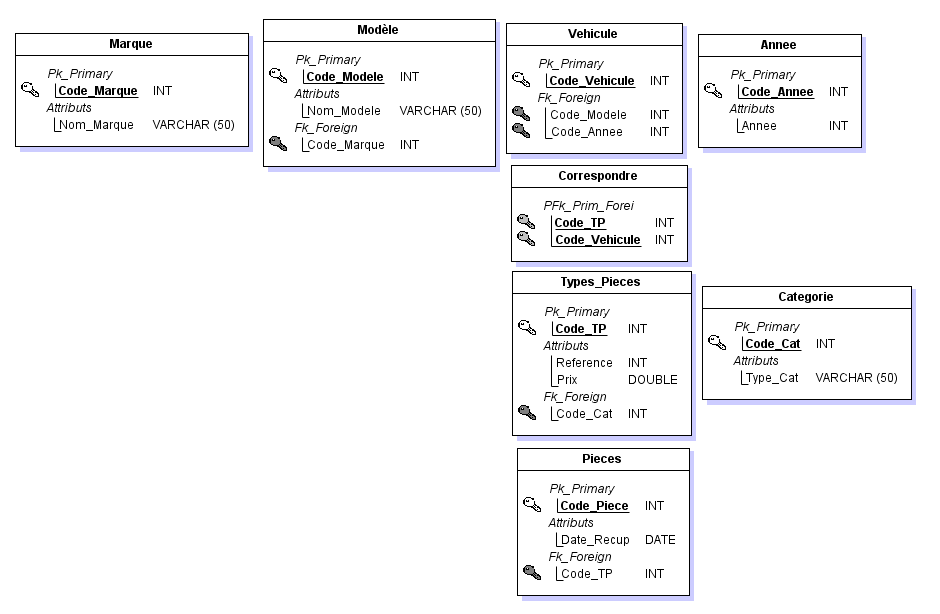 Marque
Pk_Primary
Code_Marque INT
Attributs
Nom_Marque VARCHAR (50)
Modèle
Pk_Primary
Code_Modele INT
Attributs
Nom_Modele VARCHAR (50)
Fk_Foreign
Code_Marque INT
Vehicule
Pk_Primary
Code_Vehicule INT
Fk_Foreign
Code_Modele INT
Code_Annee INT
Annee
Pk_Primary
Code_Annee INT
Attributs
Annee INT
Correspondre
PFk_Prim_Forei
Code_TP INT
Code_Vehicule INT
Types_Pieces
Pk_Primary
Code_TP INT
Attributs
Reference INT
Prix DOUBLE
Fk_Foreign
Code_Cat INT
Categorie
Pk_Primary
Code_Cat INT
Attributs
Type_Cat VARCHAR (50)
Pieces
Pk_Primary
Code_Piece INT
Attributs
Date_Recup DATE
Fk_Foreign
Code_TP INT